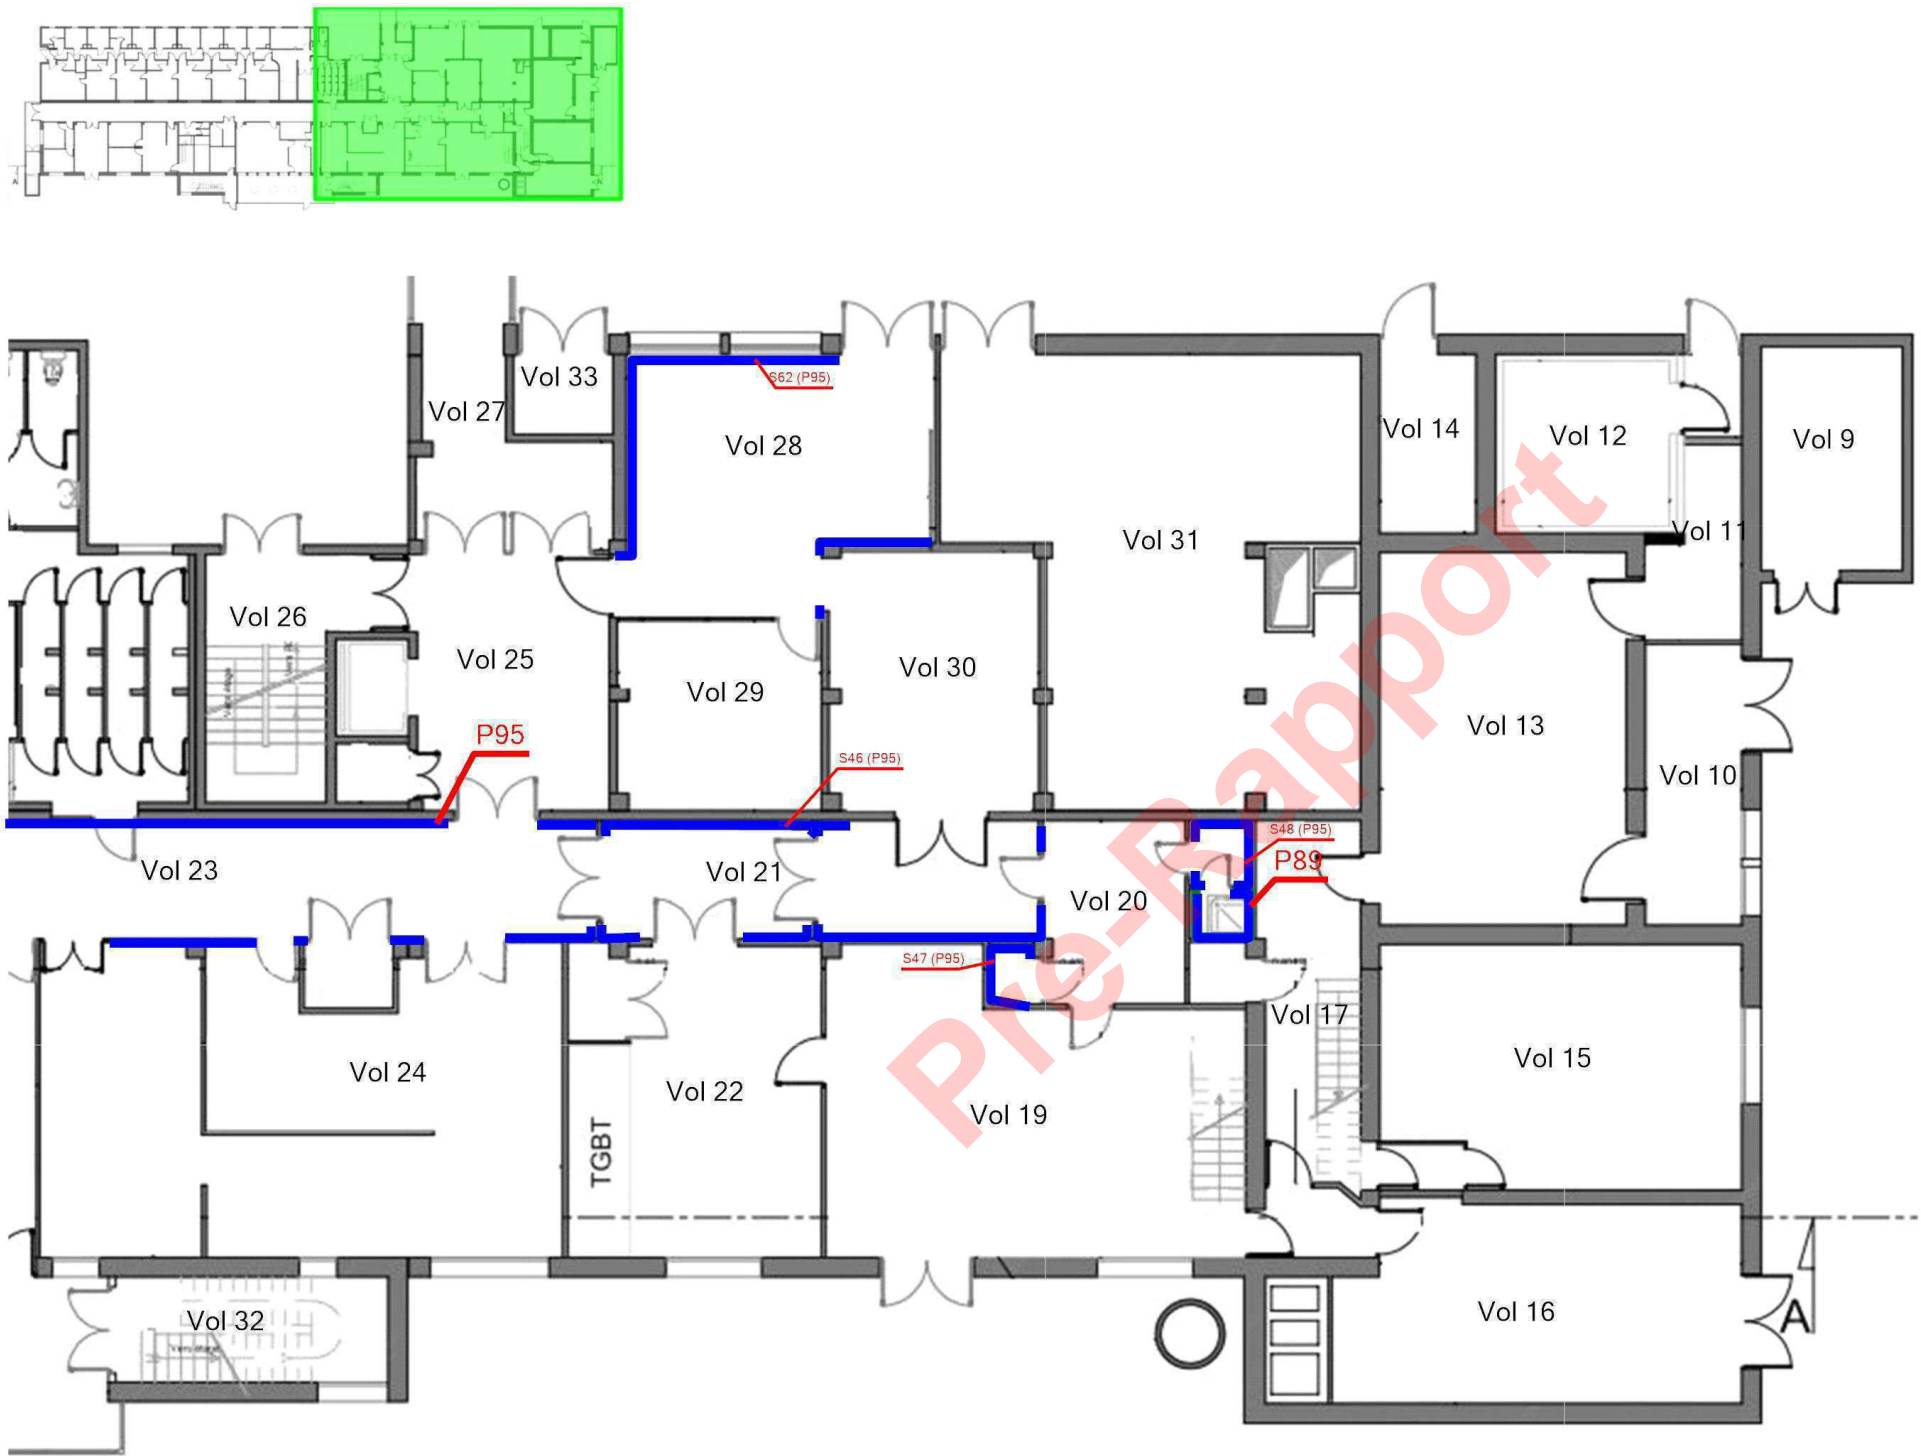 A
A
S62 (P95)
Vol 33
Vol 27
Vol 28
Vol 14
Vol 12
Vol 9
Vol 11
Vol 31
Vol 26
Vol 25
Vol 30
Vol 29
Vol 13
P95
S46 (P95)
Vol 10
S48 (P95)
P89
Vol 23
Vol 21
Vol 20
S47 (P95)
Vol 17
Vol 24
Vol 22
Vol 19
Vol 15
TGBT
Vol 32
Vol 16
A
Pre-Rapport